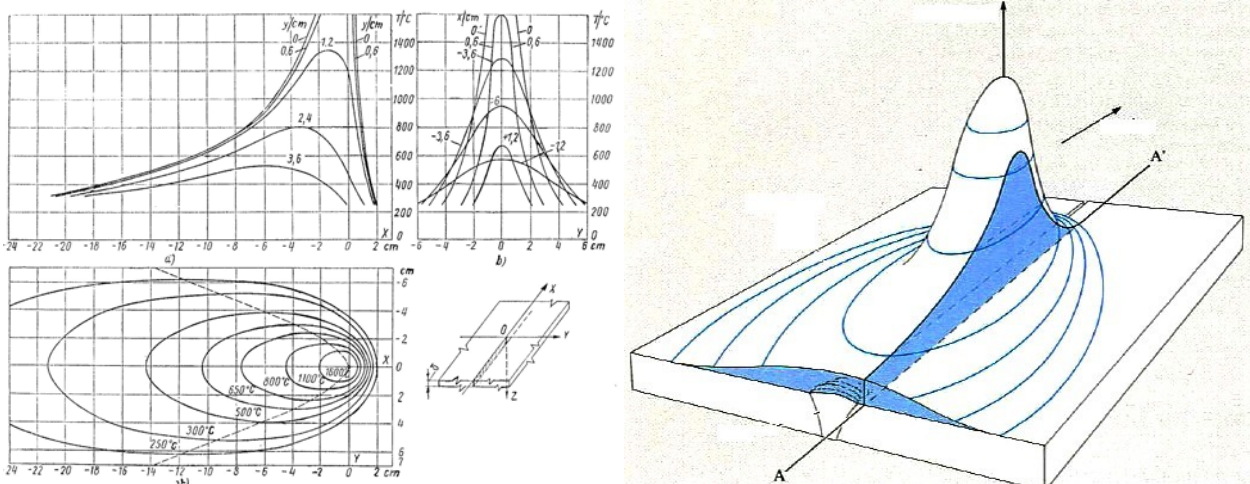 y/cm
0
0,6
1,2
2,4
3,6
y/cm
0
0,6
T/°C
1400
1200
1000
800
600
400
200
0
-24 -22 -20 -18 -16 -14 -12 -10 -8 -6 -4 -2 0 2 cm
X
a)
x/cm
0
0,6
-3,6
0
0,6
-6
-3,6
+1,2
-1,2
T/°C
1400
1200
1000
800
600
400
200
0
-6 -4 -2 0 2 4 6 cm
Y
b)
cm
-6
-4
-2
X
0
2
4
6
7
1600
1100°C
800°C
650°C
500°C
300°C
250°C
Y
24 -22 -20 -18 -16 -14 -12 -10 -8 -6 -4 -2 0 2 cm
X
0
Y
Z
A'
A